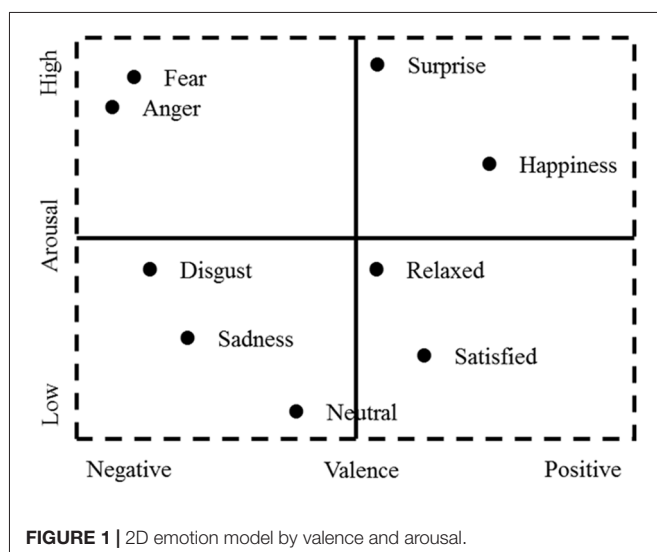 High
Surprise
Fear
Anger
Happiness
Arousal
Disgust
Relaxed
Sadness
Satisfied
Low
Neutral
Negative
Valence
Positive
FIGURE 1 | 2D emotion model by valence and arousal.